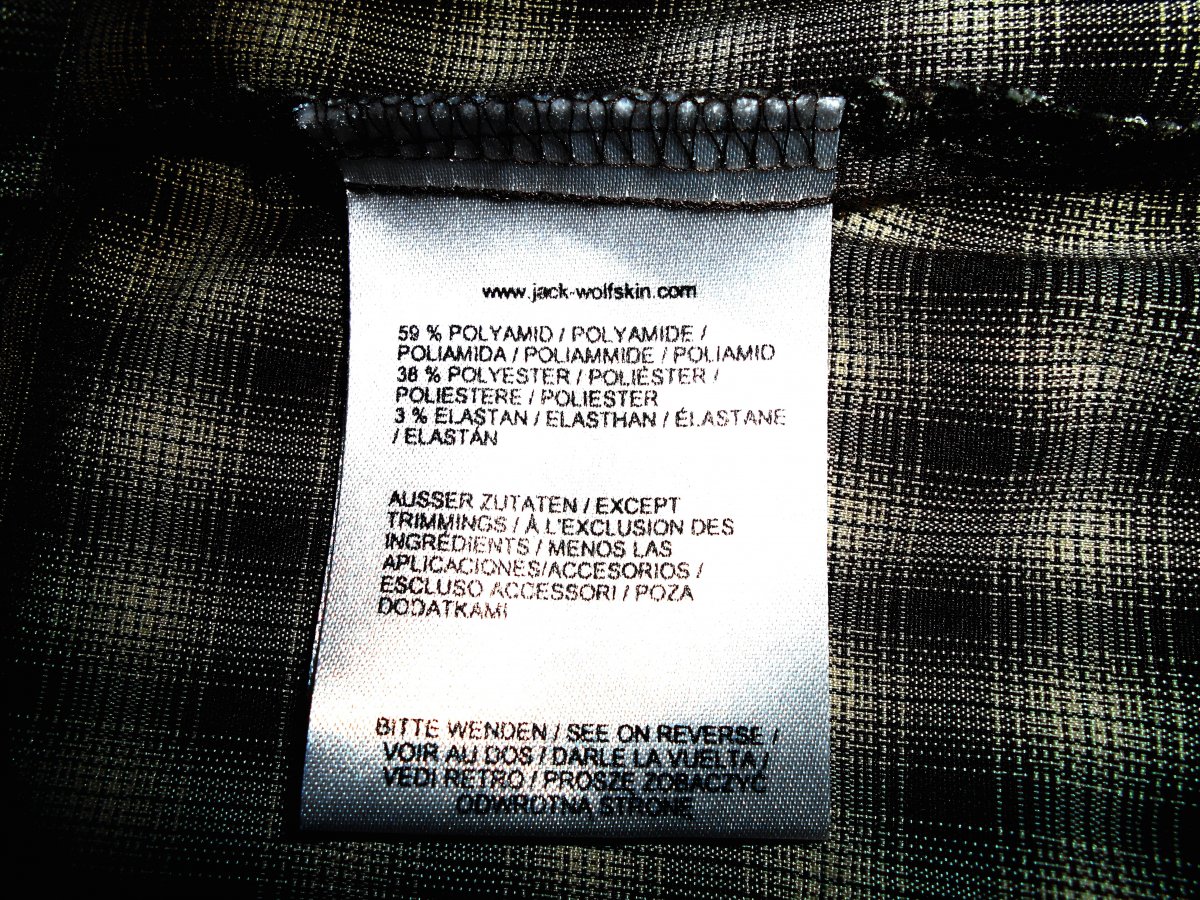 www.jack-wolfskin.com
59 % POLYAMID / POLYAMIDE /
POLIAMIDA / POLIAMMIDE / POLIAMID
38 % POLYESTER / POLIÉSTER /
POLIESTERE / POLIESTER
3 % ELASTAN / ELASTHAN / ÉLASTANE
/ ELASTÁN
AUSSER ZUTATEN / EXCEPT
TRIMMINGS / À L'EXCLUSION DES
INGRÉDIENTS / MENOS LAS
APLICACIONES/ACCESORIOS /
ESCLUSO ACCESSORI / POZA
DODATKAMI
BITTE WENDEN / SEE ON REVERSE /
VOIR AU DOS / DARLE LA VUELTA /
VEDI RETRO / PROSZĘ ZOBACZYĆ
ODWROTNĄ STRONĘ